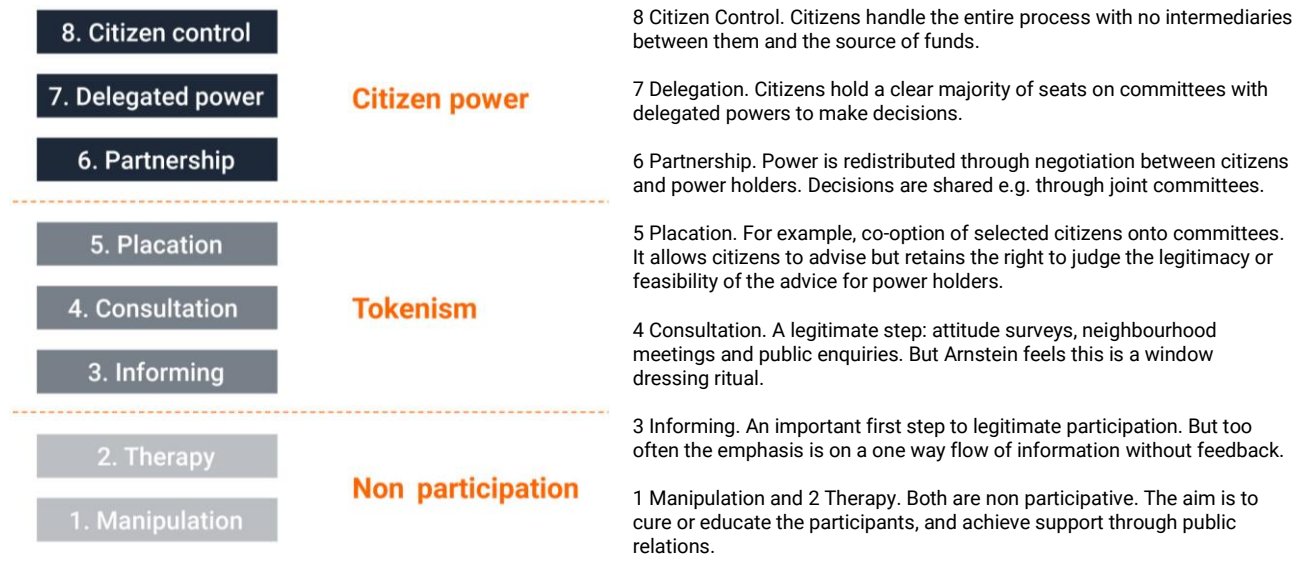 8. Citizen control
7. Delegated power
6. Partnership
Citizen power
5. Placation
4. Consultation
3. Informing
Tokenism
2. Therapy
1. Manipulation
Non participation
8 Citizen Control. Citizens handle the entire process with no intermediaries
between them and the source of funds.
7 Delegation. Citizens hold a clear majority of seats on committees with
delegated powers to make decisions.
6 Partnership. Power is redistributed through negotiation between citizens
and power holders. Decisions are shared e.g. through joint committees.
5 Placation. For example, co-option of selected citizens onto committees.
It allows citizens to advise but retains the right to judge the legitimacy or
feasibility of the advice for power holders.
4 Consultation. A legitimate step: attitude surveys, neighbourhood
meetings and public enquiries. But Arnstein feels this is a window
dressing ritual.
3 Informing. An important first step to legitimate participation. But too
often the emphasis is on a one way flow of information without feedback.
1 Manipulation and 2 Therapy. Both are non participative. The aim is to
cure or educate the participants, and achieve support through public
relations.